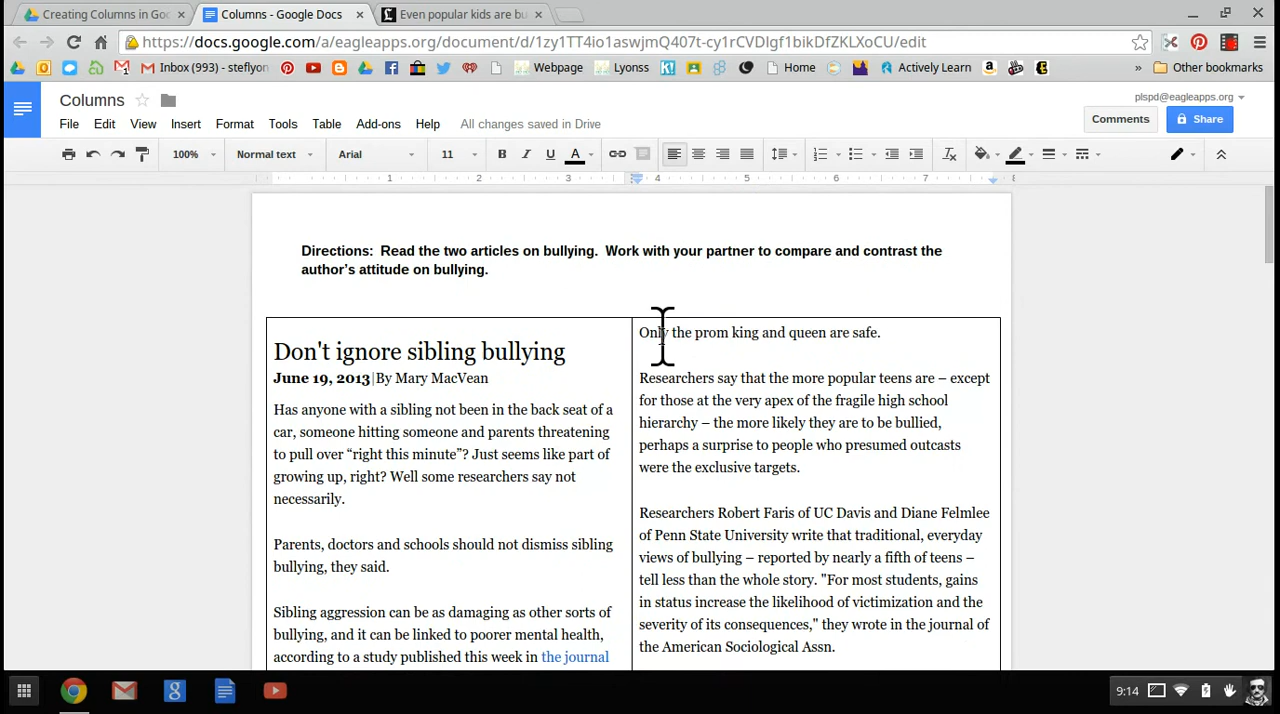 Creating Columns in Goo
Columns - Google Docs
Even popular kids are bu
https://docs.google.com/a/eagleapps.org/document/d/1zy1TT4io1aswjmQ407t-cy1rCVDIgf1bikDfZKLXoCU/edit
Inbox (993) - steflyon
Webpage
Lyonss
Home
Actively Learn
»
Other bookmarks
Columns
plspd@eagleapps.org
File Edit View Insert Format Tools Table Add-ons Help All changes saved in Drive
Comments
Share
100% Normal text Arial 11 B I U A
1 2 3 4 5 6 7 8
Directions: Read the two articles on bullying. Work with your partner to compare and contrast the
author's attitude on bullying.
Don't ignore sibling bullying
June 19, 2013|By Mary MacVean
Has anyone with a sibling not been in the back seat of a
car, someone hitting someone and parents threatening
to pull over “right this minute”? Just seems like part of
growing up, right? Well some researchers say not
necessarily.
Parents, doctors and schools should not dismiss sibling
bullying, they said.
Sibling aggression can be as damaging as other sorts of
bullying, and it can be linked to poorer mental health,
according to a study published this week in the journal
Only the prom king and queen are safe.
Researchers say that the more popular teens are – except
for those at the very apex of the fragile high school
hierarchy – the more likely they are to be bullied,
perhaps a surprise to people who presumed outcasts
were the exclusive targets.
Researchers Robert Faris of UC Davis and Diane Felmlee
of Penn State University write that traditional, everyday
views of bullying – reported by nearly a fifth of teens –
tell less than the whole story. "For most students, gains
in status increase the likelihood of victimization and the
severity of its consequences," they wrote in the journal of
the American Sociological Assn.
9:14